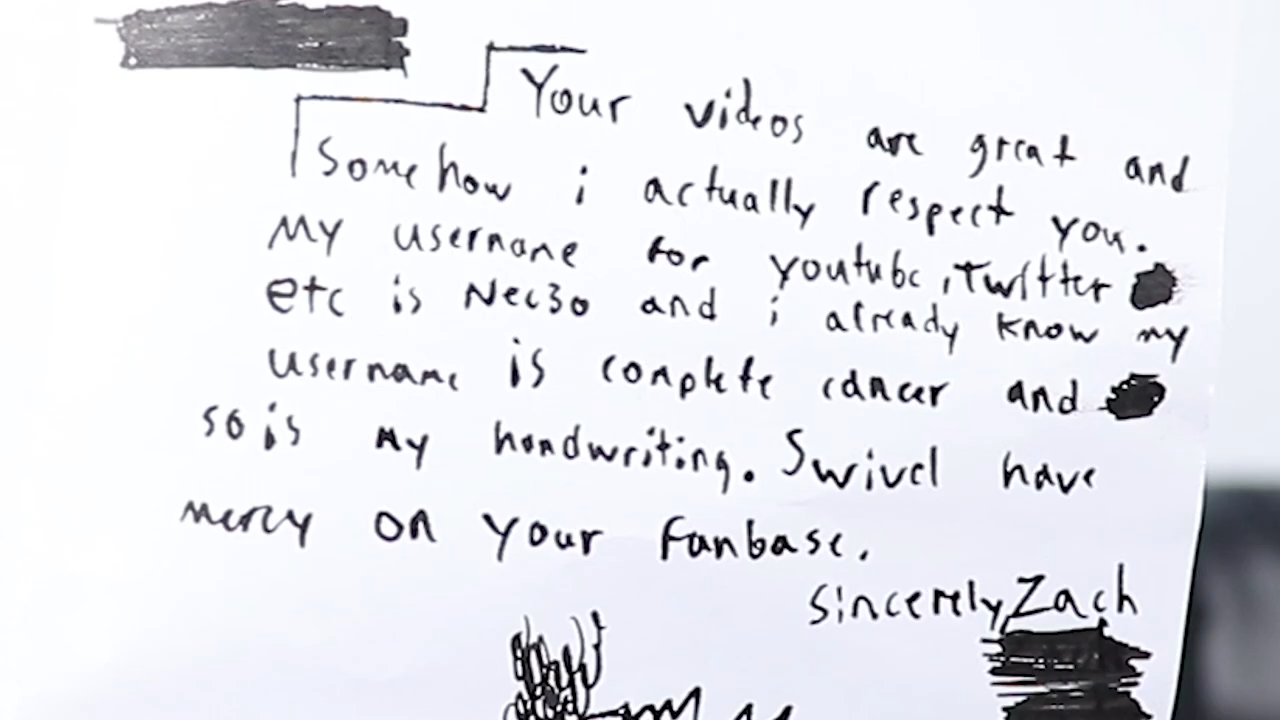 Your videos are great and
Somehow i actually respect you.
My username for youtube, Twitter
etc is Nec3o and i already know my
username is complete cancer and
so is my handwriting. Swivel have
mercy on your fanbase.
Sincerely, Zach